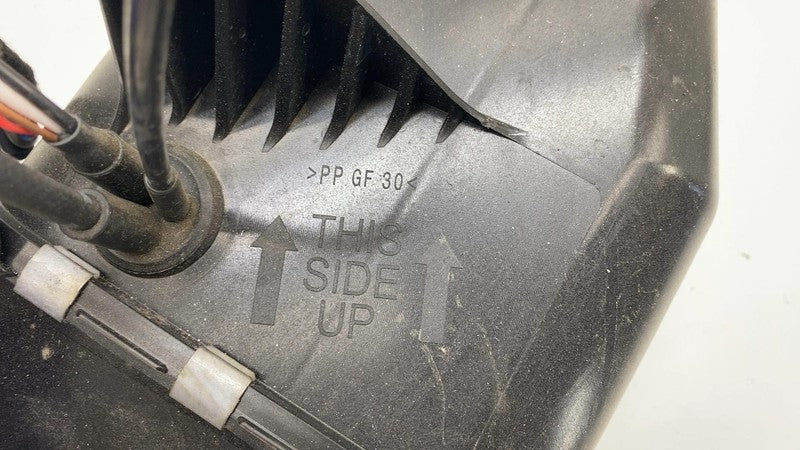 >PP GF 30<
THIS
SIDE
UP